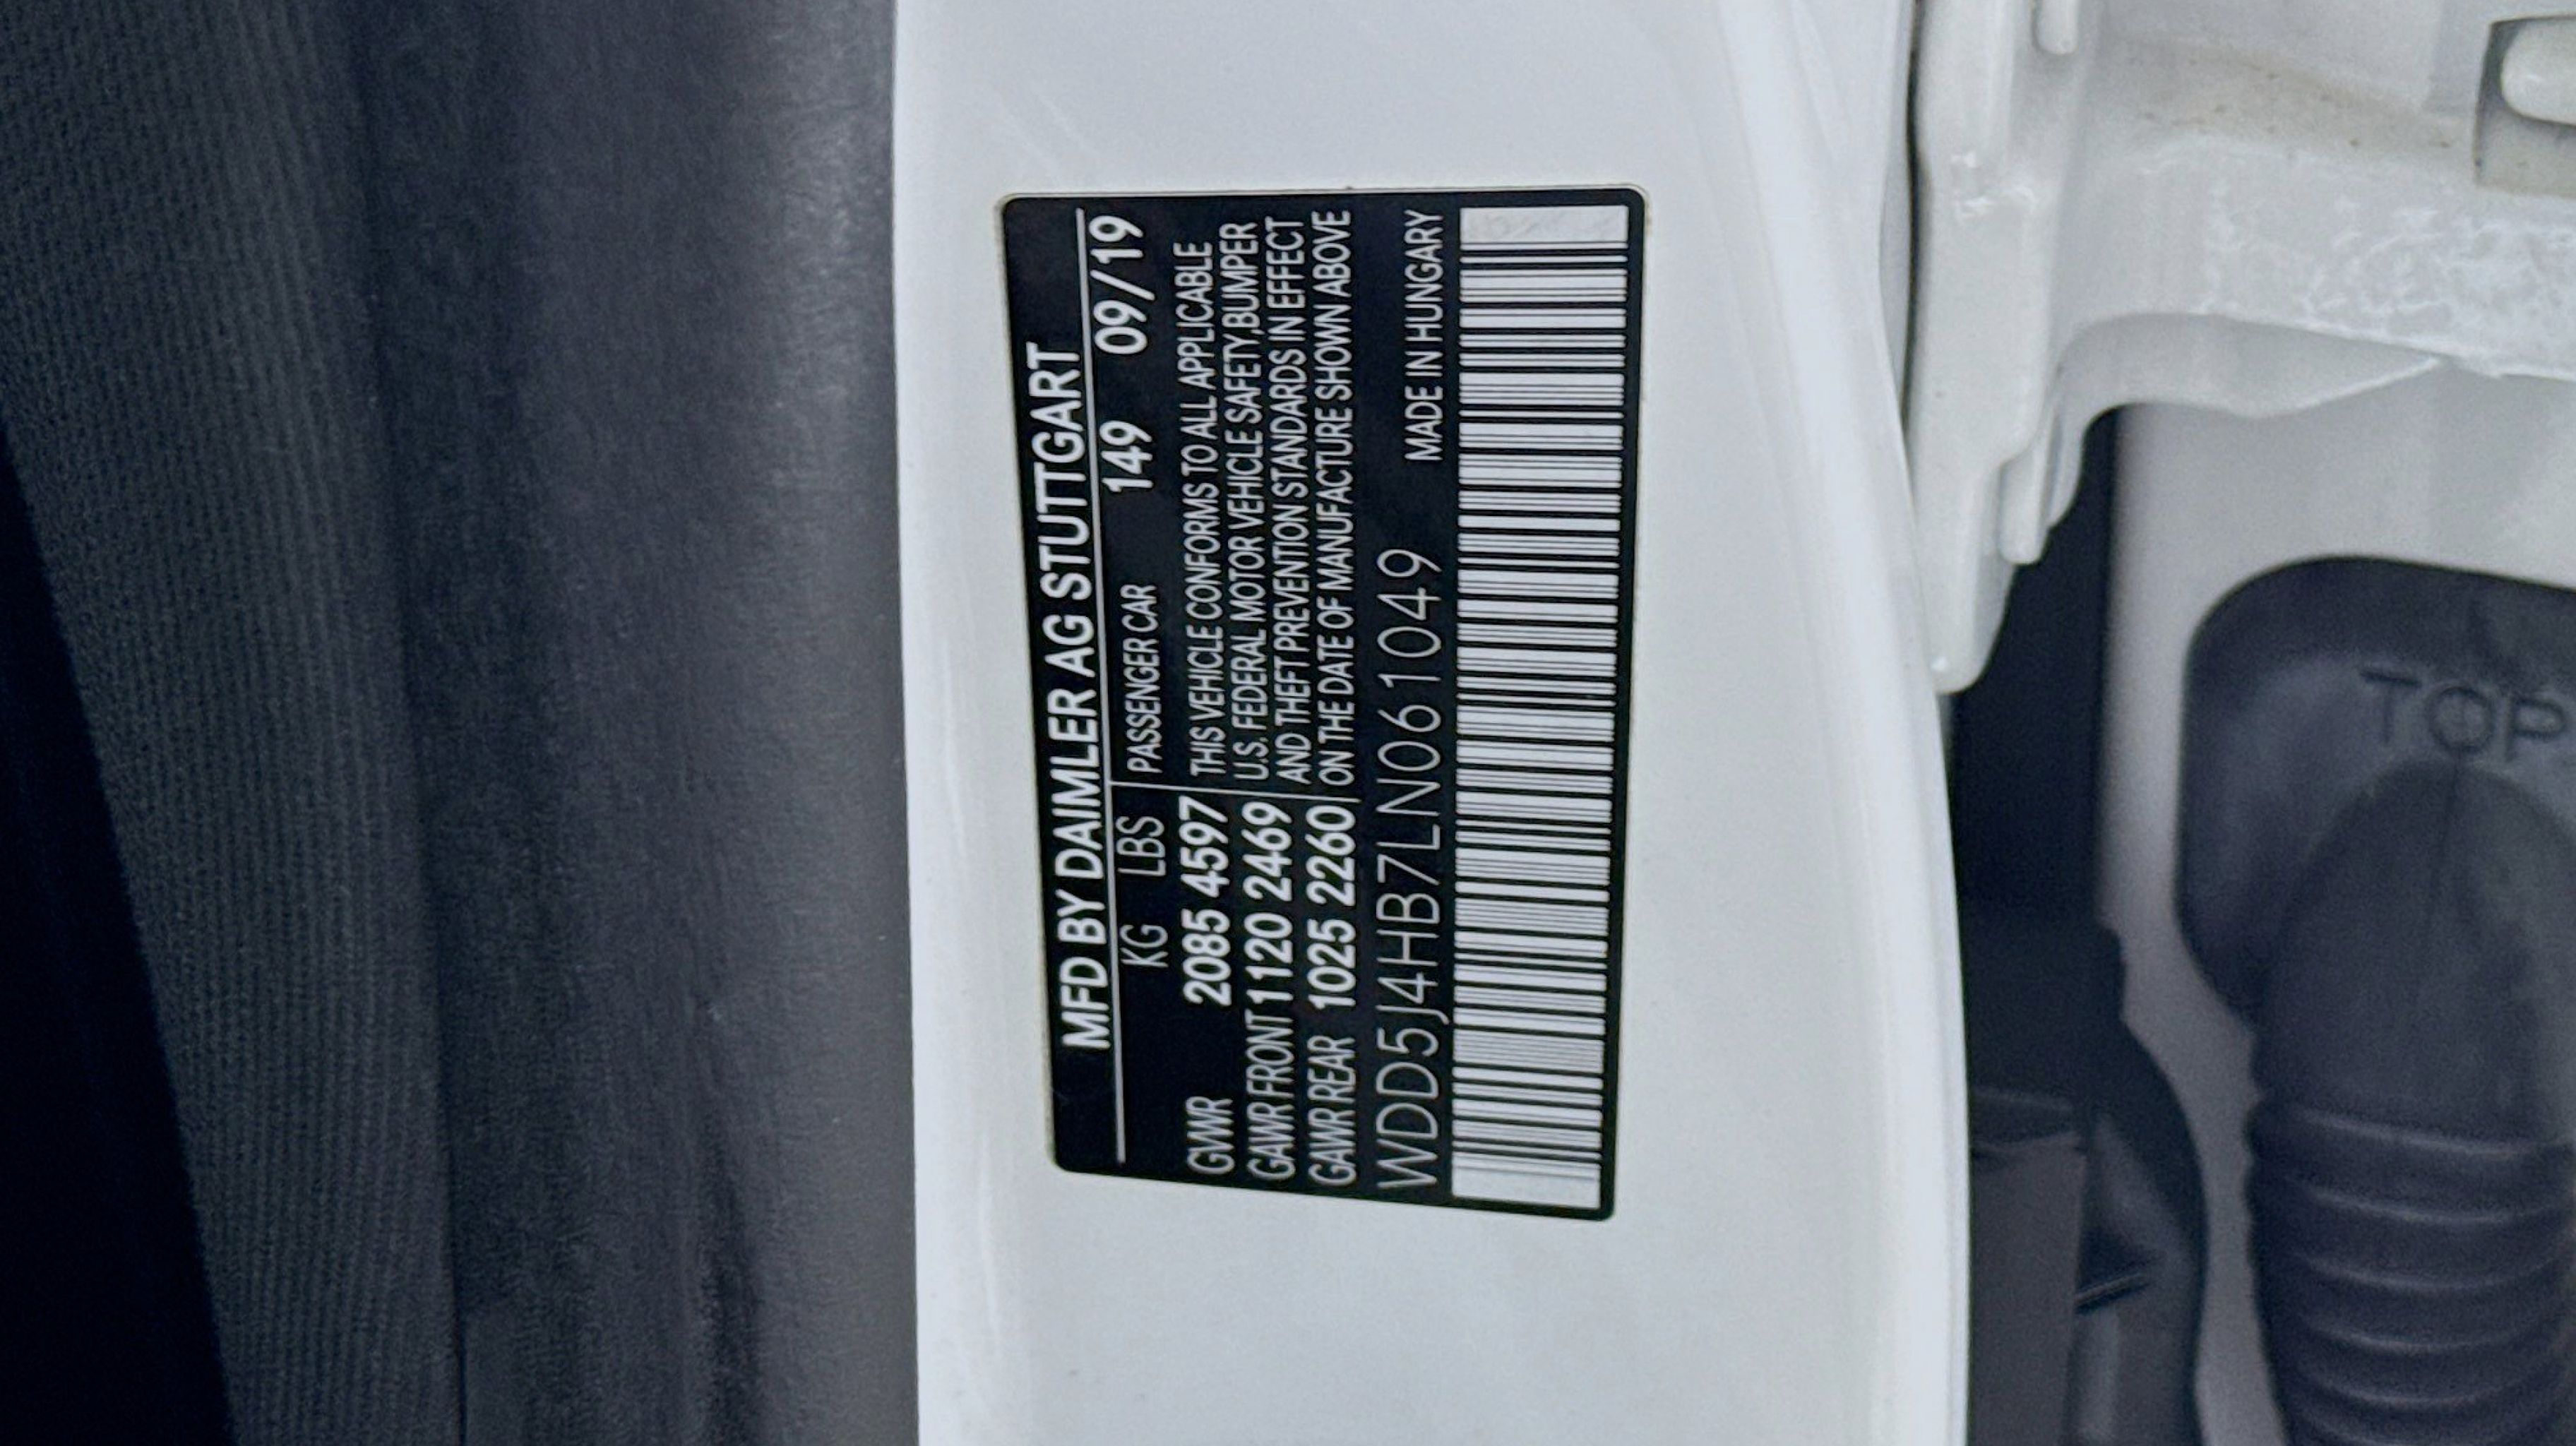 MFD BY DAIMLER AG STUTTGART
KG LBS PASSENGER CAR 149 09/19
GVWR 2085 4597
GAWR FRONT 1120 2469
GAWR REAR 1025 2260
THIS VEHICLE CONFORMS TO ALL APPLICABLE
U.S. FEDERAL MOTOR VEHICLE SAFETY,BUMPER
AND THEFT PREVENTION STANDARDS IN EFFECT
ON THE DATE OF MANUFACTURE SHOWN ABOVE
WDD5J4HB7LN061049 MADE IN HUNGARY
TOP